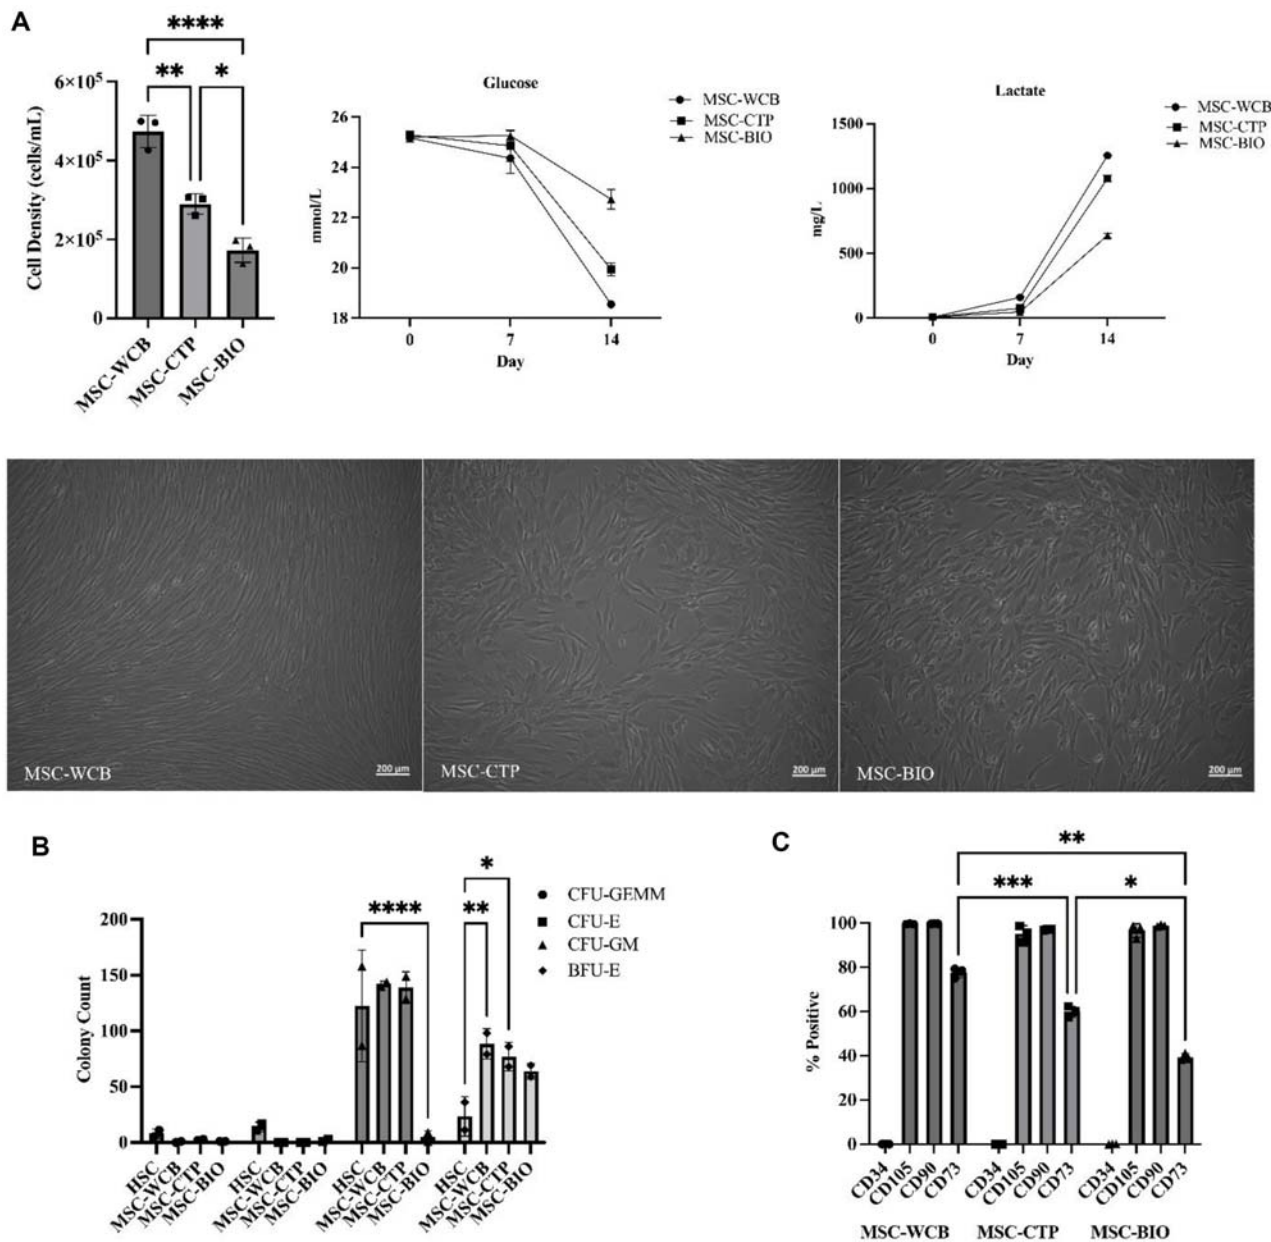 A
****
** *
6×10⁵
4×10⁵
2×10⁵
0
Cell Density (cells/mL)
MSC-WCB
MSC-CTP
MSC-BIO
Glucose
MSC-WCB
MSC-CTP
MSC-BIO
26
24
22
20
18
mmol/L
0 7 14
Day
Lactate
MSC-WCB
MSC-CTP
MSC-BIO
1500
1000
500
0
mg/L
0 7 14
Day
MSC-WCB
200 µm
MSC-CTP
200 µm
MSC-BIO
200 µm
B
*
**** **
CFU-GEMM
CFU-E
CFU-GM
BFU-E
200
150
100
50
0
Colony Count
HSC
MSC-WCB
MSC-CTP
MSC-BIO
HSC
MSC-WCB
MSC-CTP
MSC-BIO
HSC
MSC-WCB
MSC-CTP
MSC-BIO
HSC
MSC-WCB
MSC-CTP
MSC-BIO
C
**
*** *
100
80
60
40
20
0
% Positive
CD34
CD105
CD90
CD73
CD34
CD105
CD90
CD73
CD34
CD105
CD90
CD73
MSC-WCB MSC-CTP MSC-BIO